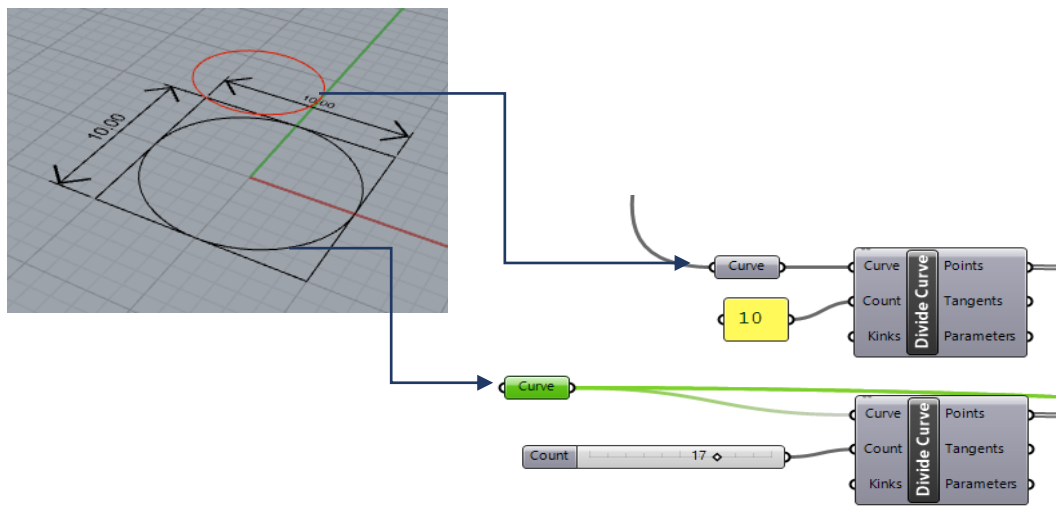 10.00
10.00
Curve
Curve
Count
Kinks
Divide Curve
Points
Tangents
Parameters
10
Curve
Curve
Count
Kinks
Divide Curve
Points
Tangents
Parameters
Count
17